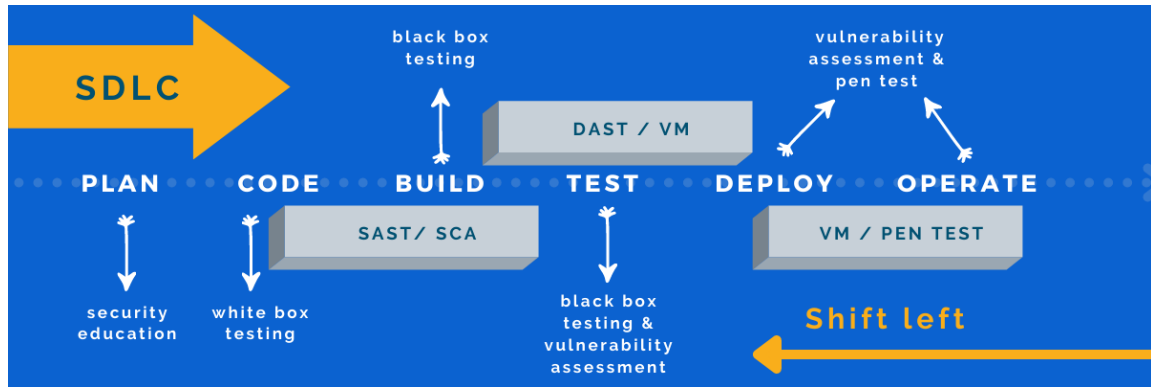 SDLC
black box
testing
vulnerability
assessment &
pen test
DAST / VM
PLAN
CODE
BUILD
TEST
DEPLOY
OPERATE
SAST/ SCA
VM / PEN TEST
security
education
white box
testing
black box
testing &
vulnerability
assessment
Shift left